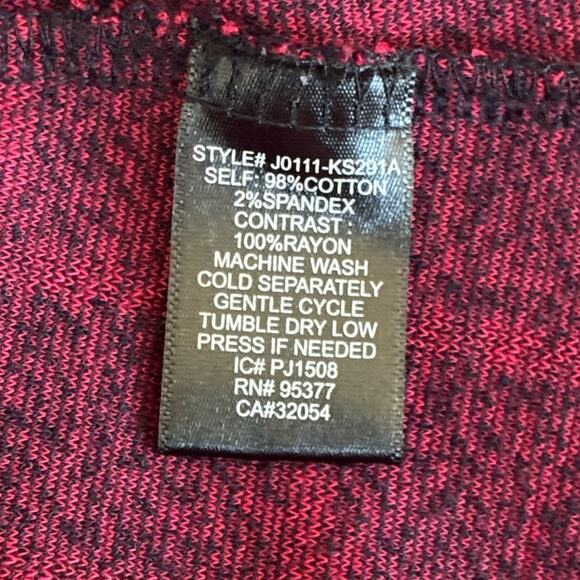 STYLE# J0111-KS291A
SELF: 98%COTTON
2%SPANDEX
CONTRAST :
100%RAYON
MACHINE WASH
COLD SEPARATELY
GENTLE CYCLE
TUMBLE DRY LOW
PRESS IF NEEDED
IC# PJ1508
RN# 95377
CA#32054